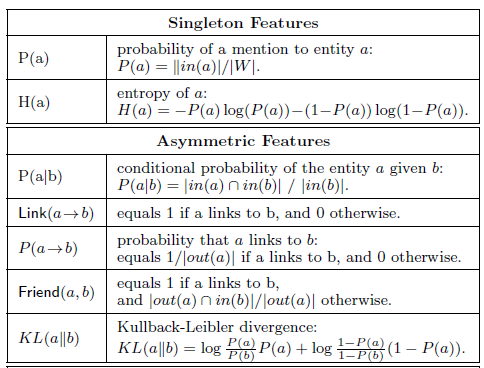 Singleton Features
P(a)
probability of a mention to entity a:
P(a) = ‖in(a)|/|W|.
H(a)
entropy of a:
H(a) = −P(a) log(P(a))−(1−P(a)) log(1−P(a)).
Asymmetric Features
P(a|b)
conditional probability of the entity a given b:
P(a|b) = |in(a) ∩ in(b)| / |in(b)|.
Link(a→b)
equals 1 if a links to b, and 0 otherwise.
P(a→b)
probability that a links to b:
equals 1/|out(a)| if a links to b, and 0 otherwise.
Friend(a, b)
equals 1 if a links to b,
and |out(a) ∩ in(b)|/|out(a)| otherwise.
KL(a‖b)
Kullback-Leibler divergence:
KL(a‖b) = log P(a)/P(b) P(a) + log 1−P(a)/1−P(b) (1 − P(a)).